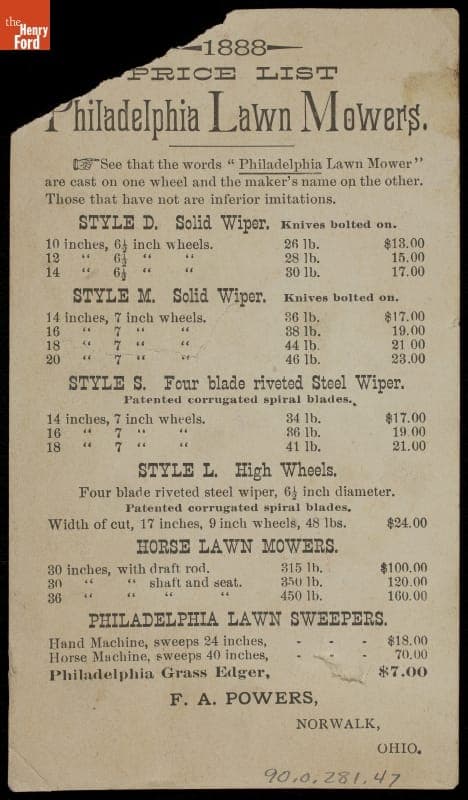 the
Henry
Ford
1888
PRICE LIST
Philadelphia Lawn Mowers.
☞See that the words “ Philadelphia Lawn Mower ”
are cast on one wheel and the maker's name on the other.
Those that have not are inferior imitations.
STYLE D. Solid Wiper. Knives bolted on.
10 inches, 6½ inch wheels. 26 lb. $13.00
12 “ 6½ “ “ 28 lb. 15.00
14 “ 6½ “ “ 30 lb. 17.00
STYLE M. Solid Wiper. Knives bolted on.
14 inches, 7 inch wheels. 36 lb. $17.00
16 “ 7 “ “ 38 lb. 19.00
18 “ 7 “ “ 44 lb. 21 00
20 “ 7 “ “ 46 lb. 23.00
STYLE S. Four blade riveted Steel Wiper.
Patented corrugated spiral blades.
14 inches, 7 inch wheels. 34 lb. $17.00
16 “ 7 “ “ 36 lb. 19.00
18 “ 7 “ “ 41 lb. 21.00
STYLE L. High Wheels.
Four blade riveted steel wiper, 6½ inch diameter.
Patented corrugated spiral blades.
Width of cut, 17 inches, 9 inch wheels, 48 lbs. $24.00
HORSE LAWN MOWERS.
30 inches, with draft rod. 315 lb. $100.00
30 “ “ shaft and seat. 350 lb. 120.00
36 “ “ “ “ 450 lb. 160.00
PHILADELPHIA LAWN SWEEPERS.
Hand Machine, sweeps 24 inches, - - - $18.00
Horse Machine, sweeps 40 inches, - - - 70.00
Philadelphia Grass Edger, $7.00
F. A. POWERS,
NORWALK,
OHIO.
90.0.281.47